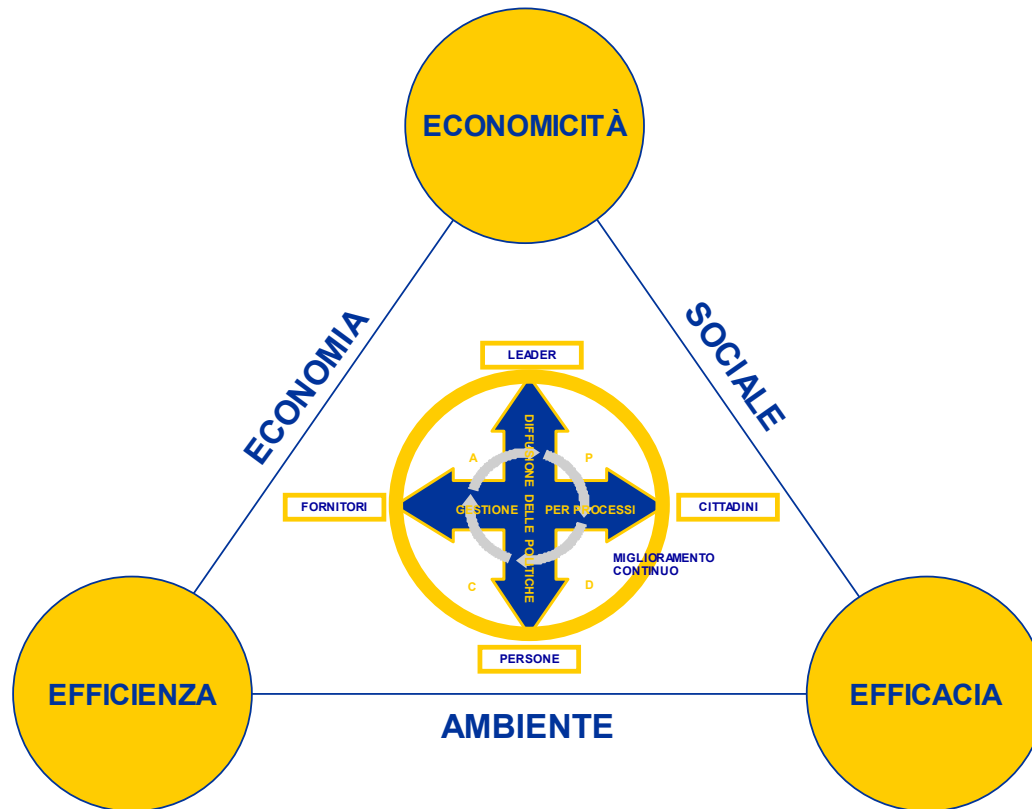 ECONOMICITÀ
ECONOMIA
SOCIALE
LEADER
DIFFUSIONE DELLE POLITICHE
A
P
FORNITORI
GESTIONE PER PROCESSI
CITTADINI
MIGLIORAMENTO
CONTINUO
C
D
PERSONE
EFFICIENZA
EFFICACIA
AMBIENTE